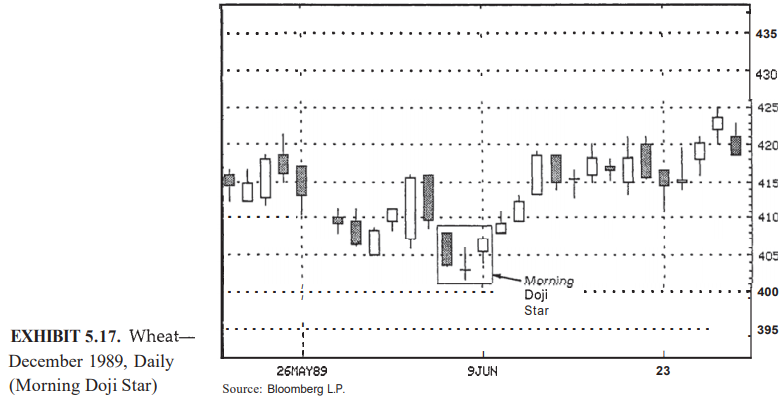 435
430
425
420
415
410
405
Morning
Doji
Star
400
395
EXHIBIT 5.17. Wheat—
December 1989, Daily
(Morning Doji Star)
26MAY89 9JUN 23
Source: Bloomberg L.P.